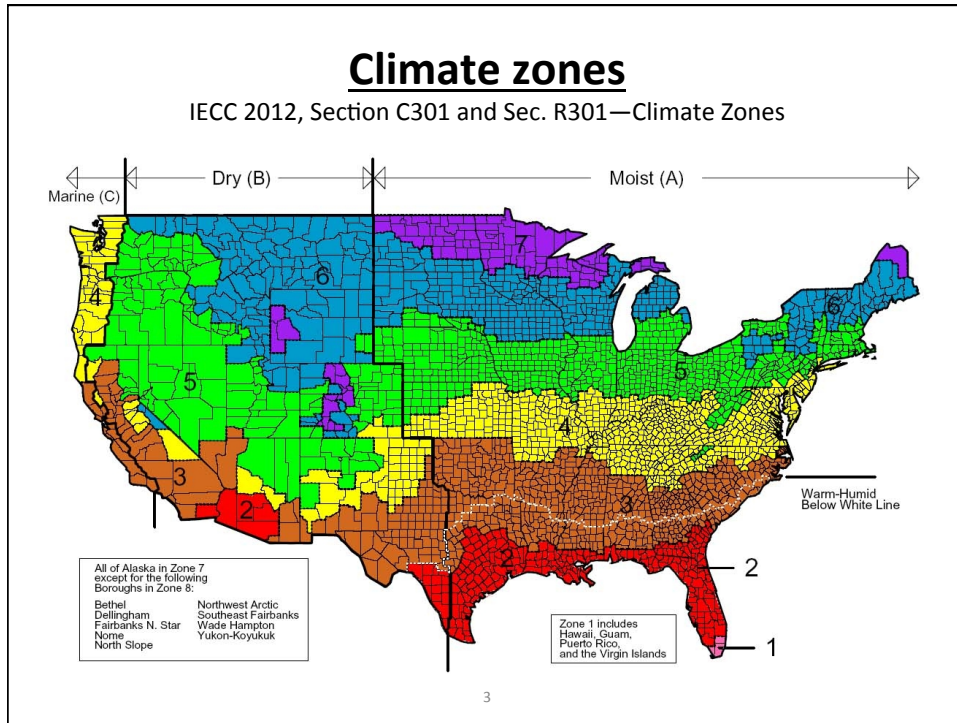 Climate zones
IECC 2012, Section C301 and Sec. R301—Climate Zones
Marine (C)
Dry (B)
Moist (A)
7
6
6
4
5
5
4
3
3
2
2
Warm-Humid
Below White Line
2
1
All of Alaska in Zone 7
except for the following
Boroughs in Zone 8:
Bethel
Dellingham
Fairbanks N. Star
Nome
North Slope
Northwest Arctic
Southeast Fairbanks
Wade Hampton
Yukon-Koyukuk
Zone 1 includes
Hawaii, Guam,
Puerto Rico,
and the Virgin Islands
3